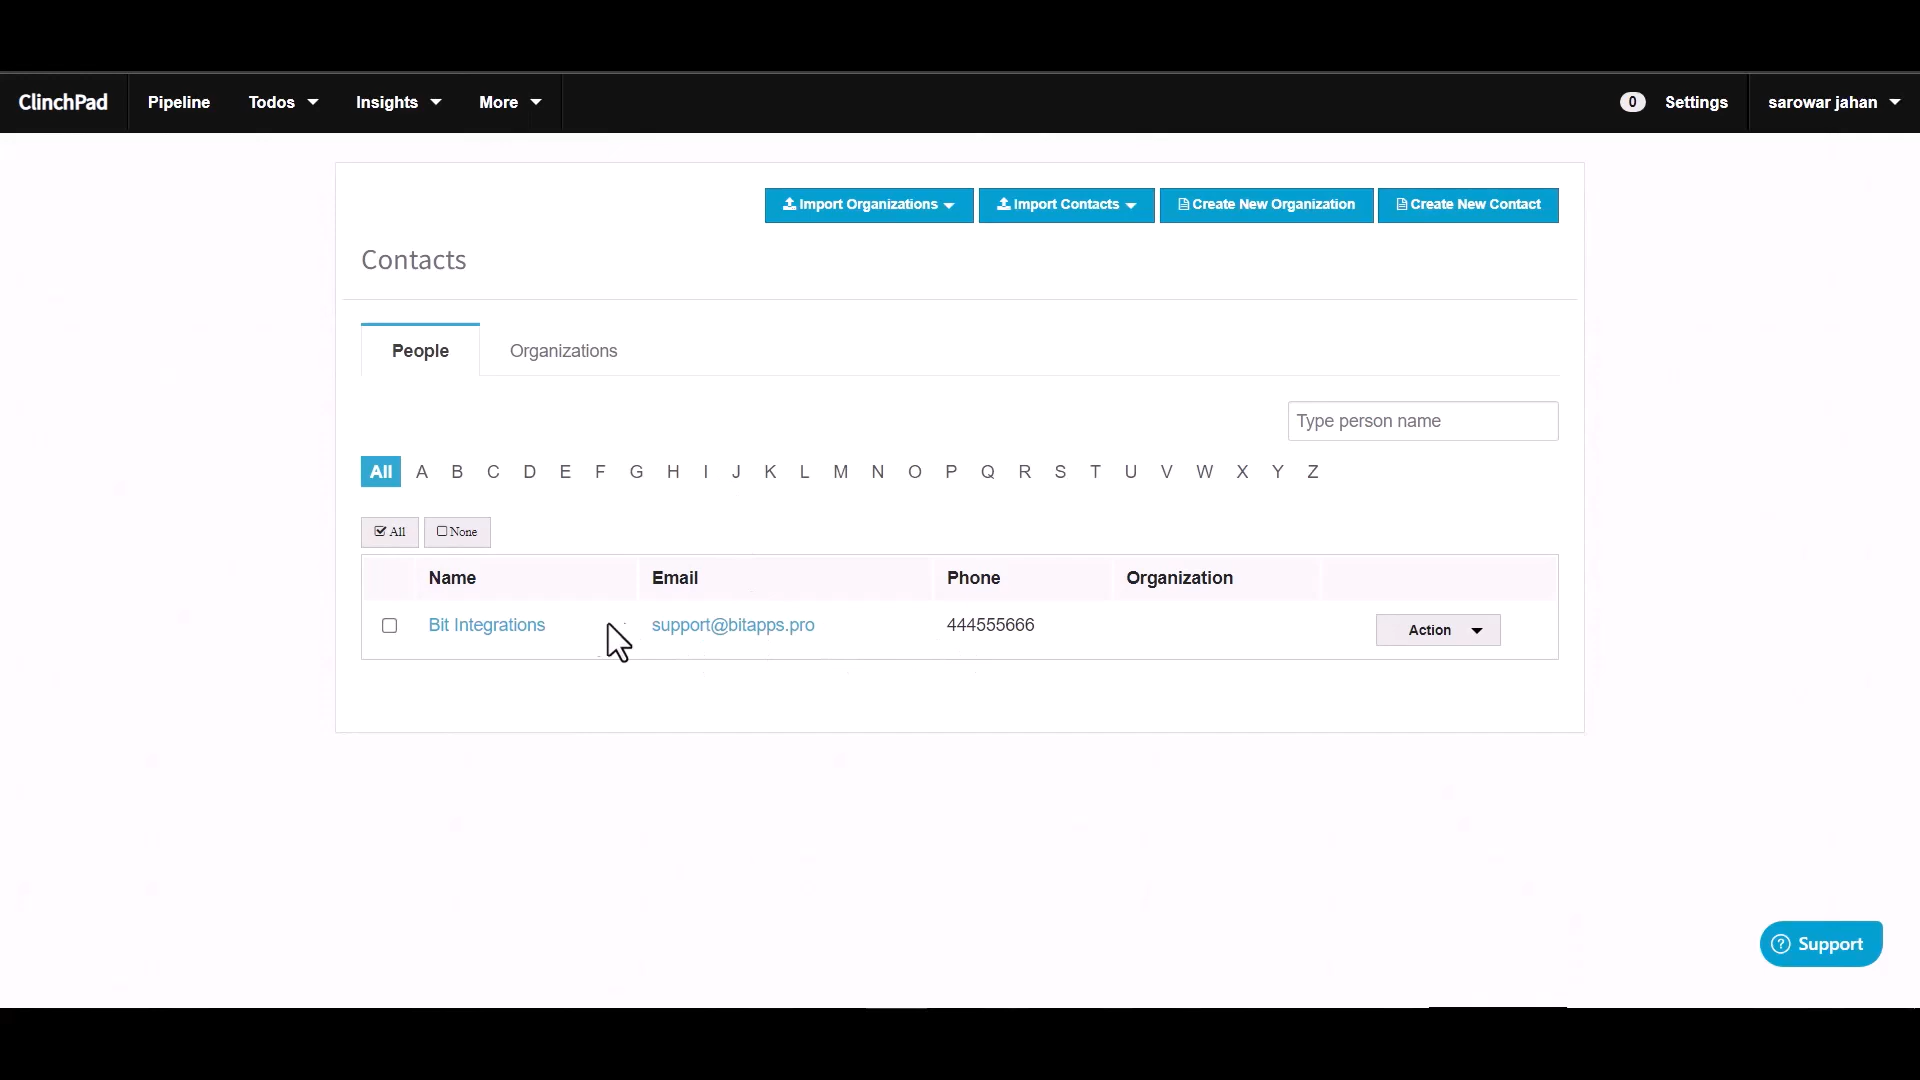 ClinchPad Pipeline Todos Insights More 0 Settings sarowar jahan
Import Organizations Import Contacts Create New Organization Create New Contact
Contacts
People Organizations
Type person name
All A B C D E F G H I J K L M N O P Q R S T U V W X Y Z
All None
Name Email Phone Organization
Bit Integrations support@bitapps.pro 444555666 Action
? Support